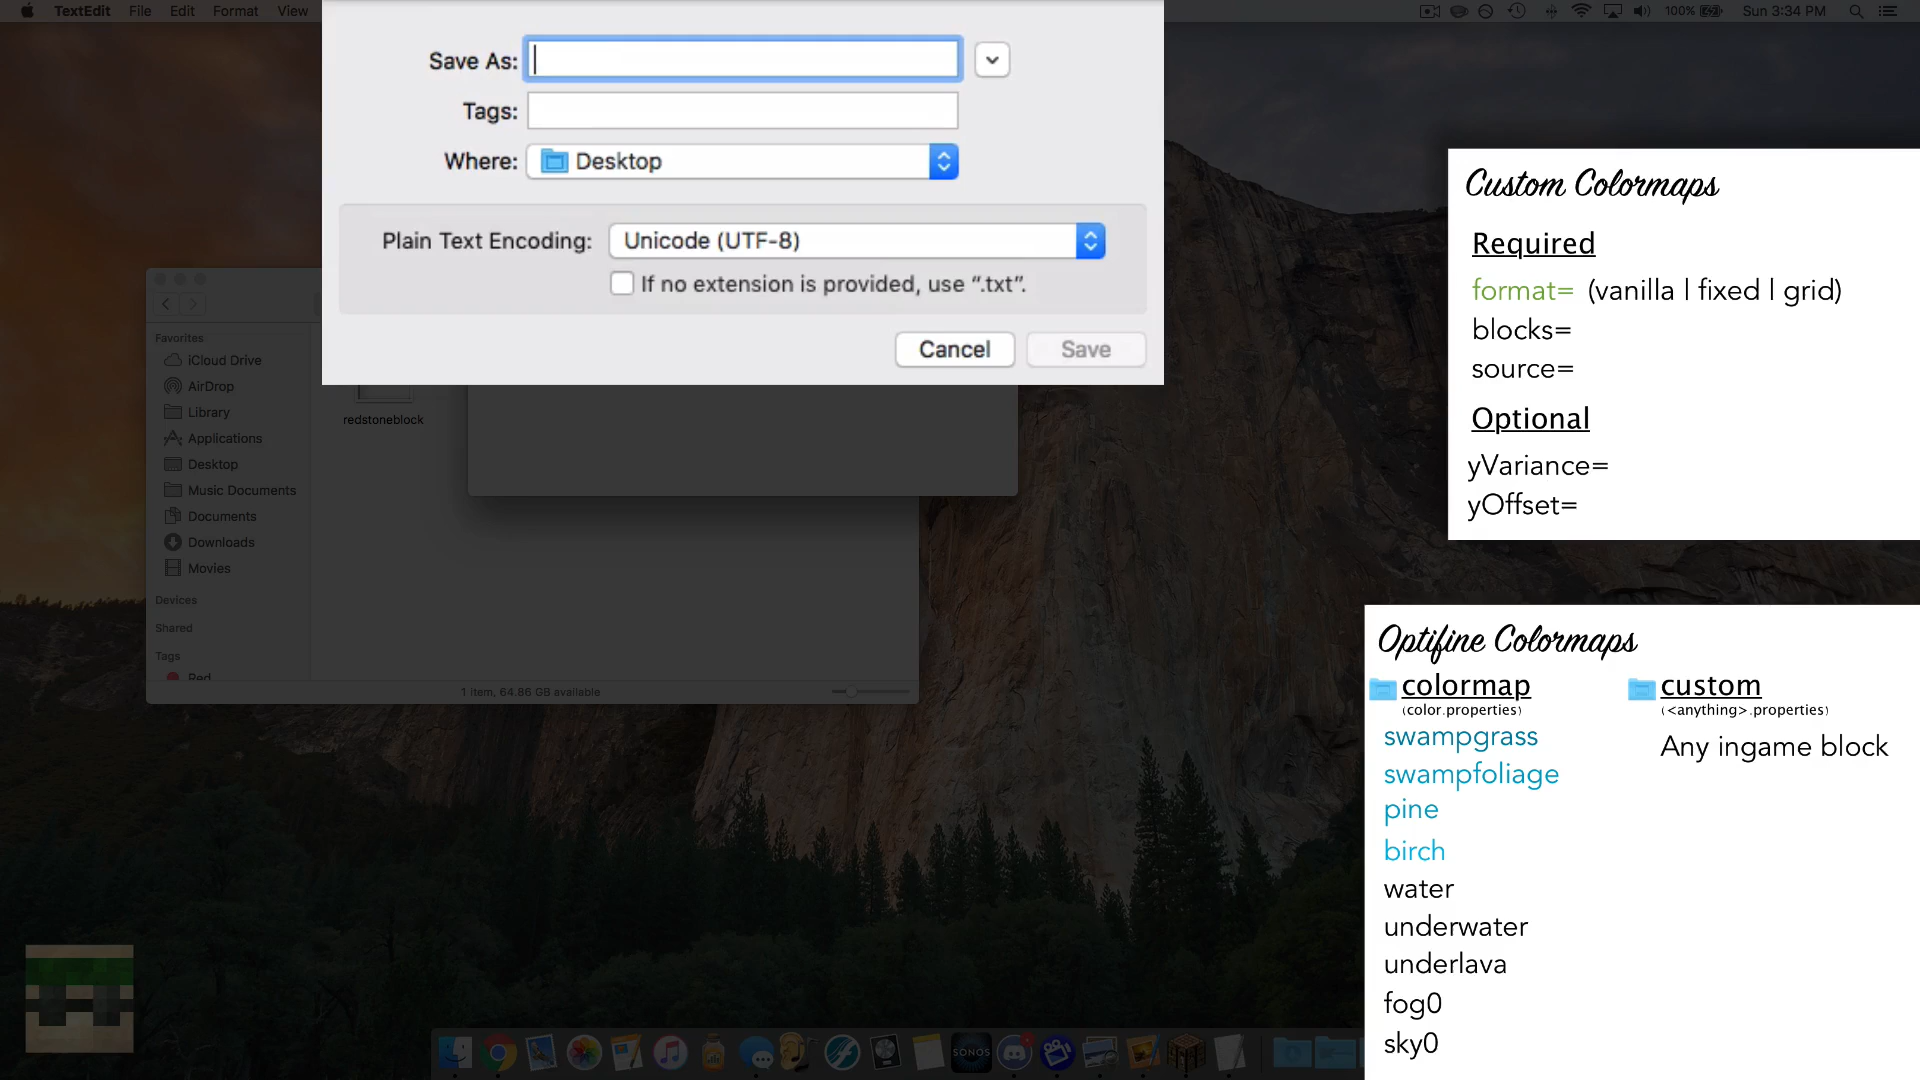 TextEdit File Edit Format View
100% Sun 3:34 PM
Save As:
Tags:
Where: Desktop
Plain Text Encoding: Unicode (UTF-8)
If no extension is provided, use “.txt”.
Cancel Save
Favorites
iCloud Drive
AirDrop
Library
Applications
Desktop
Music Documents
Documents
Downloads
Movies
Devices
Shared
Tags
Red
redstoneblock
1 item, 64.86 GB available
Custom Colormaps
Required
format= (vanilla | fixed | grid)
blocks=
source=
Optional
yVariance=
yOffset=
Optifine Colormaps
colormap
(color.properties)
swampgrass
swampfoliage
pine
birch
water
underwater
underlava
fog0
sky0
custom
(<anything>.properties)
Any ingame block
SONOS